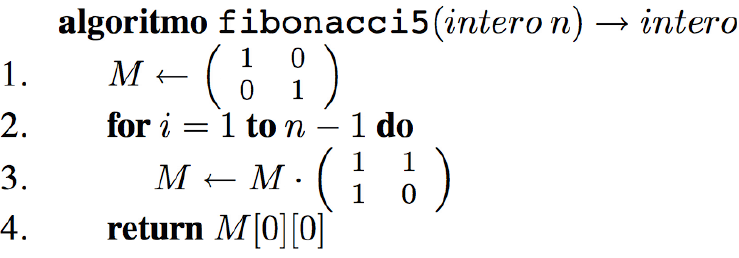 algoritmo fibonacci5(intero n) → intero
1. M ← ( 1 0
0 1 )
2. for i = 1 to n − 1 do
3. M ← M · ( 1 1
1 0 )
4. return M[0][0]